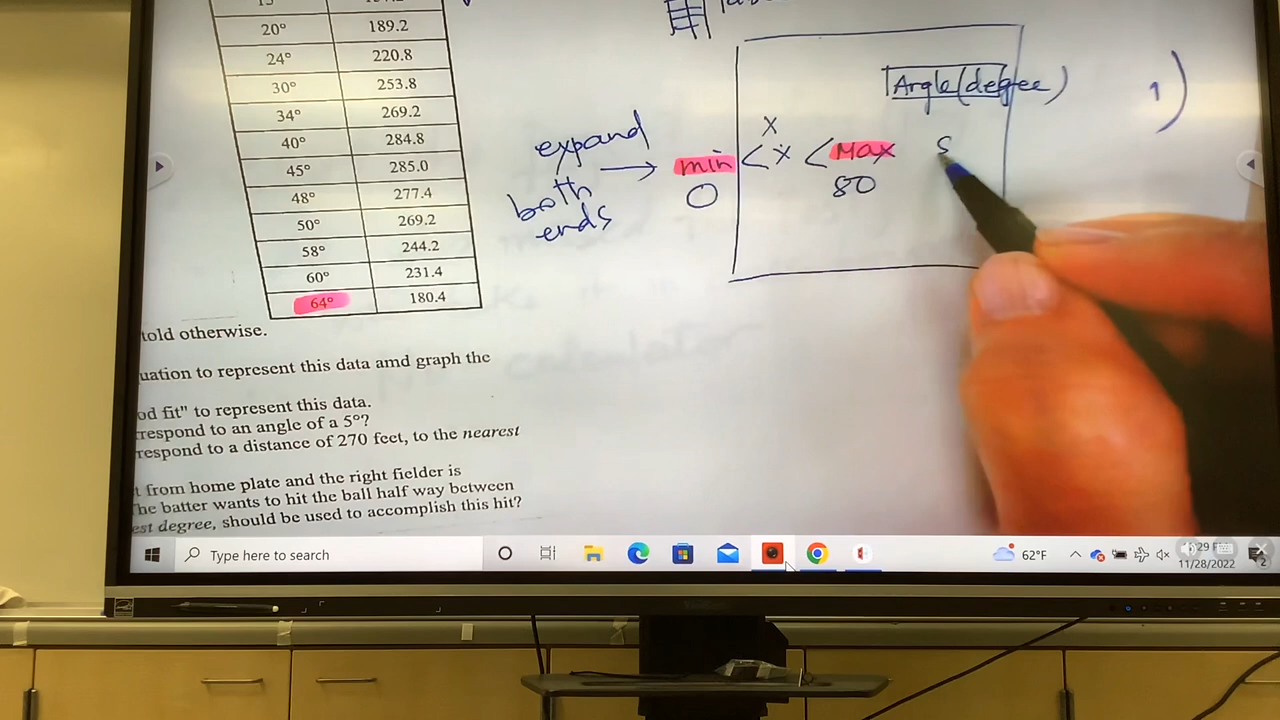 20° 189.2
24° 220.8
30° 253.8
34° 269.2
40° 284.8
45° 285.0
48° 277.4
50° 269.2
58° 244.2
60° 231.4
64° 180.4
told otherwise.
uation to represent this data amd graph the
od fit" to represent this data.
respond to an angle of a 5°?
respond to a distance of 270 feet, to the nearest
t from home plate and the right fielder is
he batter wants to hit the ball half way between
est degree, should be used to accomplish this hit?
Angle (degree) 1)
x
expand → min < x < Max S
both 0 80
ends
Type here to search
62°F
11/28/2022
2